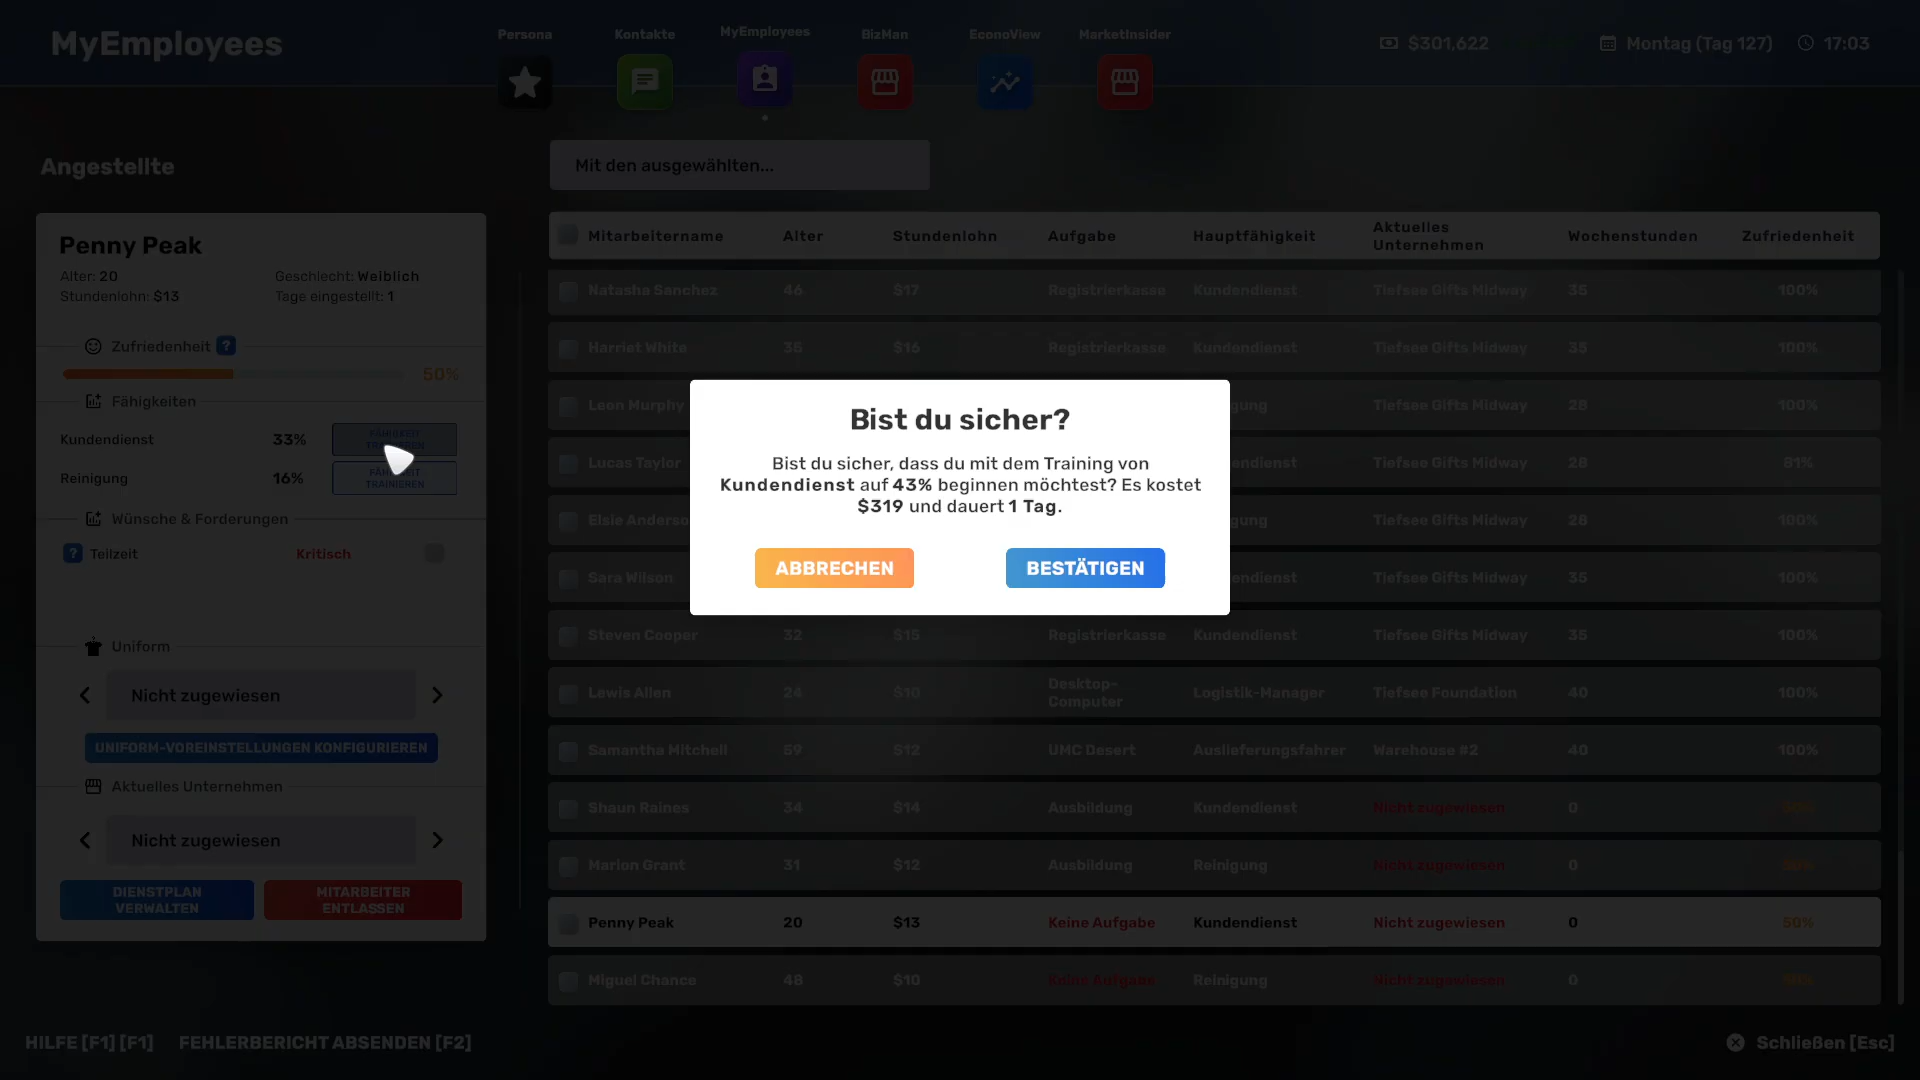 MyEmployees
Persona
Kontakte
MyEmployees
BizMan
EconoView
MarketInsider
$301,622
Montag (Tag 127)
17:03
Angestellte
Mit den ausgewählten...
Penny Peak
Alter: 20
Geschlecht: Weiblich
Stundenlohn: $13
Tage eingestellt: 1
Zufriedenheit ?
50%
Fähigkeiten
Kundendienst 33%
Reinigung 16%
TRAINIEREN
Wünsche & Forderungen
? Teilzeit Kritisch
Uniform
Nicht zugewiesen
UNIFORM-VOREINSTELLUNGEN KONFIGURIEREN
Aktuelles Unternehmen
Nicht zugewiesen
DIENSTPLAN VERWALTEN
MITARBEITER ENTLASSEN
Mitarbeitername Alter Stundenlohn Aufgabe Hauptfähigkeit Aktuelles Unternehmen Wochenstunden Zufriedenheit
Natasha Sanchez 46 $17 Registrierkasse Kundendienst Tiefsee Gifts Midway 35 100%
Harriet White $16 Registrierkasse Kundendienst Tiefsee Gifts Midway 35 100%
Leon Murphy gung Tiefsee Gifts Midway 28 100%
Lucas Taylor endienst Tiefsee Gifts Midway 28 81%
Elsie Anderso gung Tiefsee Gifts Midway 28 100%
Sara Wilson endienst Tiefsee Gifts Midway 35 100%
Steven Cooper 32 $15 Registrierkasse Kundendienst Tiefsee Gifts Midway 35 100%
Lewis Allen 24 $10 Desktop-Computer Logistik-Manager Tiefsee Foundation 40 100%
Samantha Mitchell 59 $12 UMC Desert Auslieferungsfahrer Warehouse #2 40 100%
Shaun Raines 34 $14 Ausbildung Kundendienst Nicht zugewiesen 0
Marion Grant 31 $12 Ausbildung Reinigung Nicht zugewiesen 0
Penny Peak 20 $13 Keine Aufgabe Kundendienst Nicht zugewiesen 0 50%
Miguel Chance 48 $10 Keine Aufgabe Reinigung Nicht zugewiesen 0
Bist du sicher?
Bist du sicher, dass du mit dem Training von
Kundendienst auf 43% beginnen möchtest? Es kostet
$319 und dauert 1 Tag.
ABBRECHEN
BESTÄTIGEN
HILFE [F1] [F1]
FEHLERBERICHT ABSENDEN [F2]
Schließen [Esc]